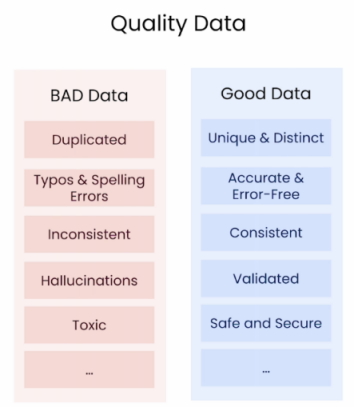 Quality Data
BAD Data
Duplicated
Typos & Spelling
Errors
Inconsistent
Hallucinations
Toxic
...
Good Data
Unique & Distinct
Accurate &
Error-Free
Consistent
Validated
Safe and Secure
...